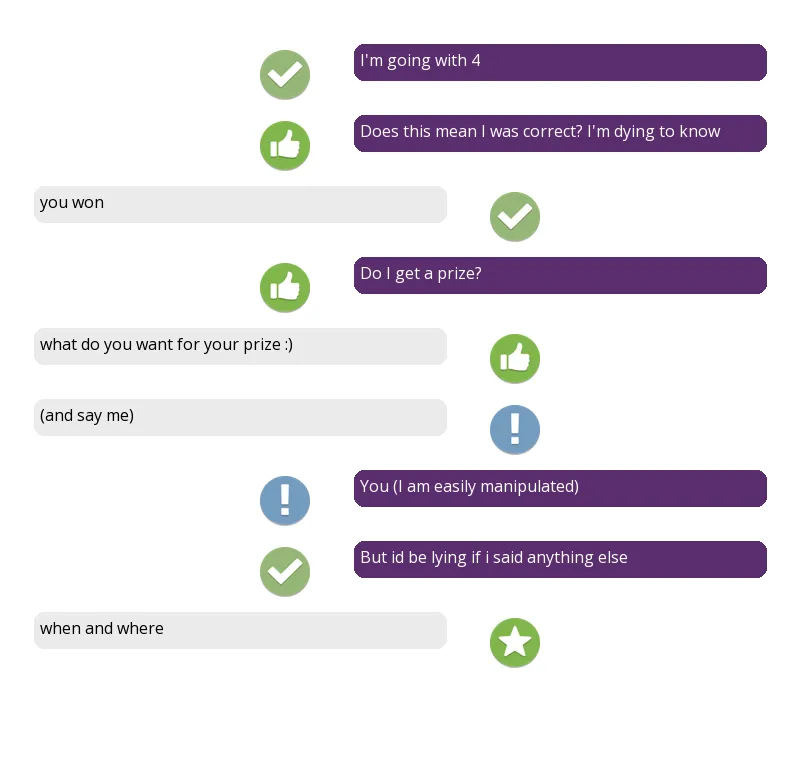 I'm going with 4
Does this mean I was correct? I'm dying to know
you won
Do I get a prize?
what do you want for your prize :)
(and say me)
You (I am easily manipulated)
But id be lying if i said anything else
when and where